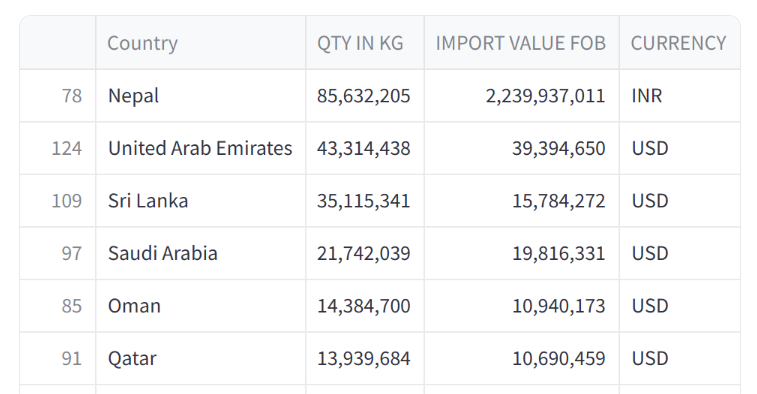 Country QTY IN KG IMPORT VALUE FOB CURRENCY
78 Nepal 85,632,205 2,239,937,011 INR
124 United Arab Emirates 43,314,438 39,394,650 USD
109 Sri Lanka 35,115,341 15,784,272 USD
97 Saudi Arabia 21,742,039 19,816,331 USD
85 Oman 14,384,700 10,940,173 USD
91 Qatar 13,939,684 10,690,459 USD